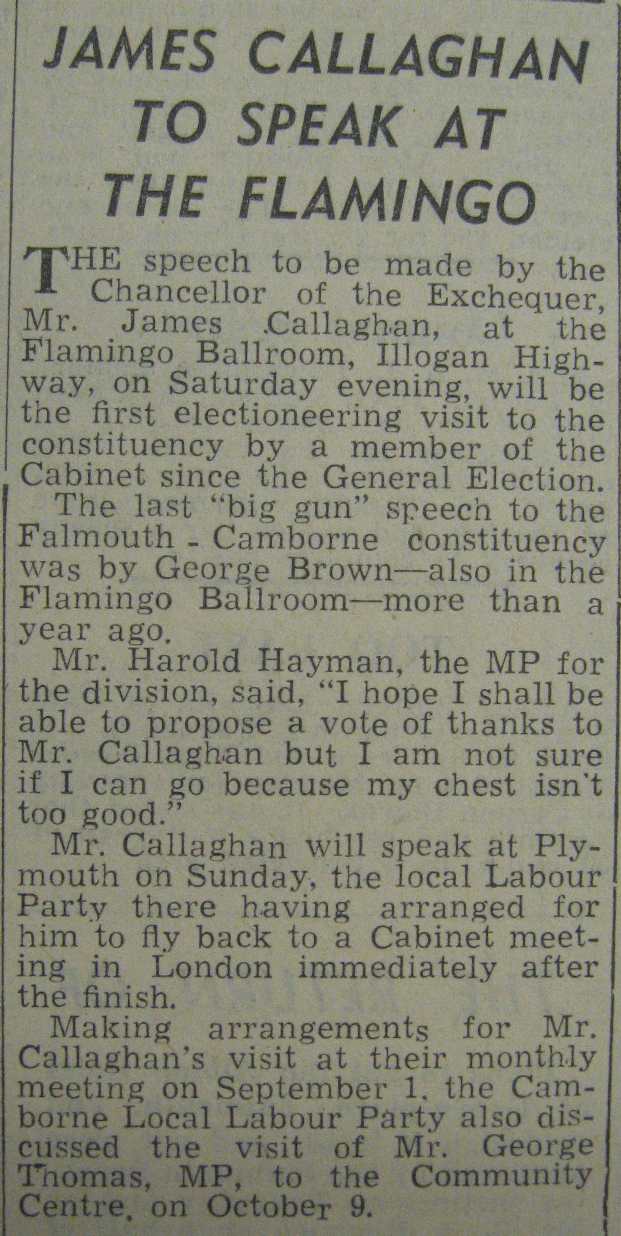 JAMES CALLAGHAN
TO SPEAK AT
THE FLAMINGO
THE speech to be made by the
Chancellor of the Exchequer,
Mr. James Callaghan, at the
Flamingo Ballroom, Illogan High-
way, on Saturday evening, will be
the first electioneering visit to the
constituency by a member of the
Cabinet since the General Election.
The last "big gun" speech to the
Falmouth - Camborne constituency
was by George Brown—also in the
Flamingo Ballroom—more than a
year ago.
Mr. Harold Hayman, the MP for
the division, said, "I hope I shall be
able to propose a vote of thanks to
Mr. Callaghan but I am not sure
if I can go because my chest isn't
too good."
Mr. Callaghan will speak at Ply-
mouth on Sunday, the local Labour
Party there having arranged for
him to fly back to a Cabinet meet-
ing in London immediately after
the finish.
Making arrangements for Mr.
Callaghan's visit at their monthly
meeting on September 1, the Cam-
borne Local Labour Party also dis-
cussed the visit of Mr. George
Thomas, MP, to the Community
Centre, on October 9.